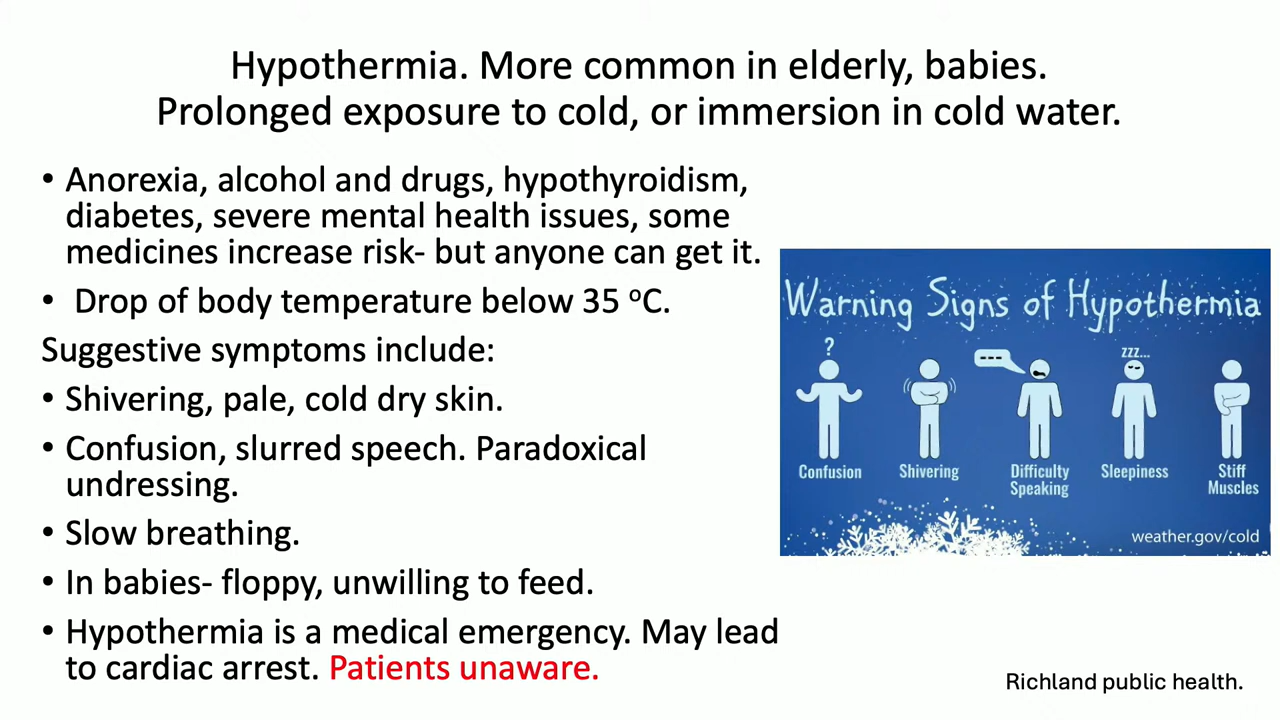 Hypothermia. More common in elderly, babies.
Prolonged exposure to cold, or immersion in cold water.
• Anorexia, alcohol and drugs, hypothyroidism,
diabetes, severe mental health issues, some
medicines increase risk- but anyone can get it.
• Drop of body temperature below 35 ºC.
Suggestive symptoms include:
• Shivering, pale, cold dry skin.
• Confusion, slurred speech. Paradoxical
undressing.
• Slow breathing.
• In babies- floppy, unwilling to feed.
• Hypothermia is a medical emergency. May lead
to cardiac arrest. Patients unaware.
Warning Signs of Hypothermia
?
---
zzz...
Confusion
Shivering
Difficulty
Speaking
Sleepiness
Stiff
Muscles
weather.gov/cold
Richland public health.